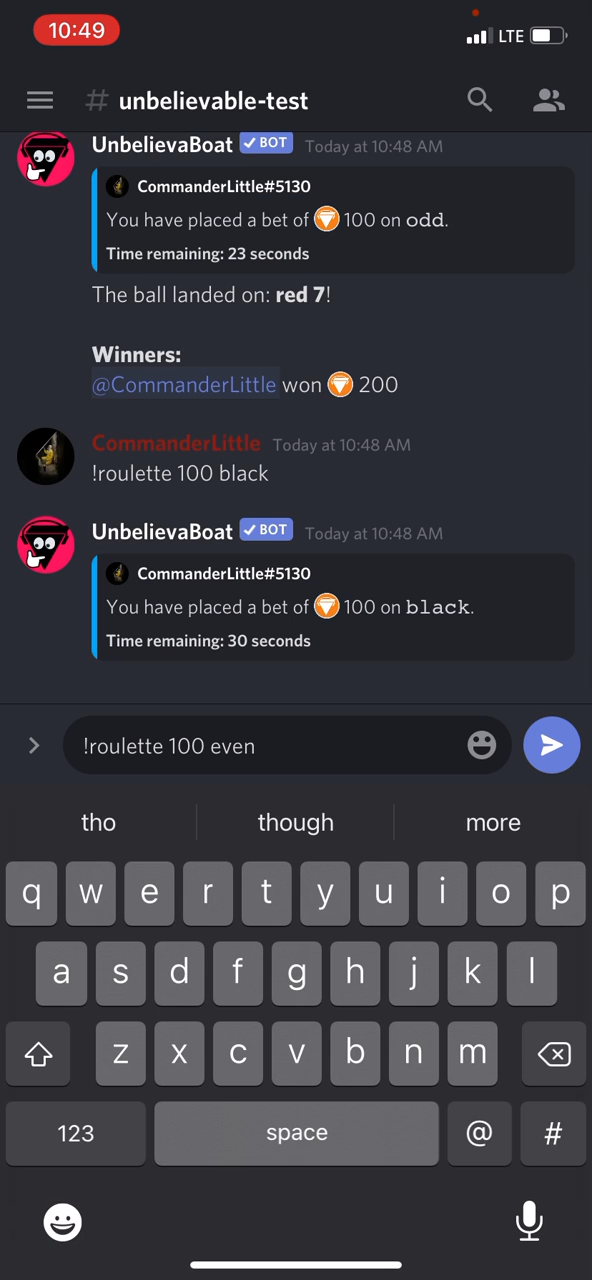 10:49
LTE
# unbelievable-test
UnbelievaBoat ✓ BOT Today at 10:48 AM
CommanderLittle#5130
You have placed a bet of 100 on odd.
Time remaining: 23 seconds
The ball landed on: red 7!
Winners:
@CommanderLittle won 200
CommanderLittle Today at 10:48 AM
!roulette 100 black
UnbelievaBoat ✓ BOT Today at 10:48 AM
CommanderLittle#5130
You have placed a bet of 100 on black.
Time remaining: 30 seconds
!roulette 100 even
tho though more
q w e r t y u i o p
a s d f g h j k l
z x c v b n m
123 space @ #